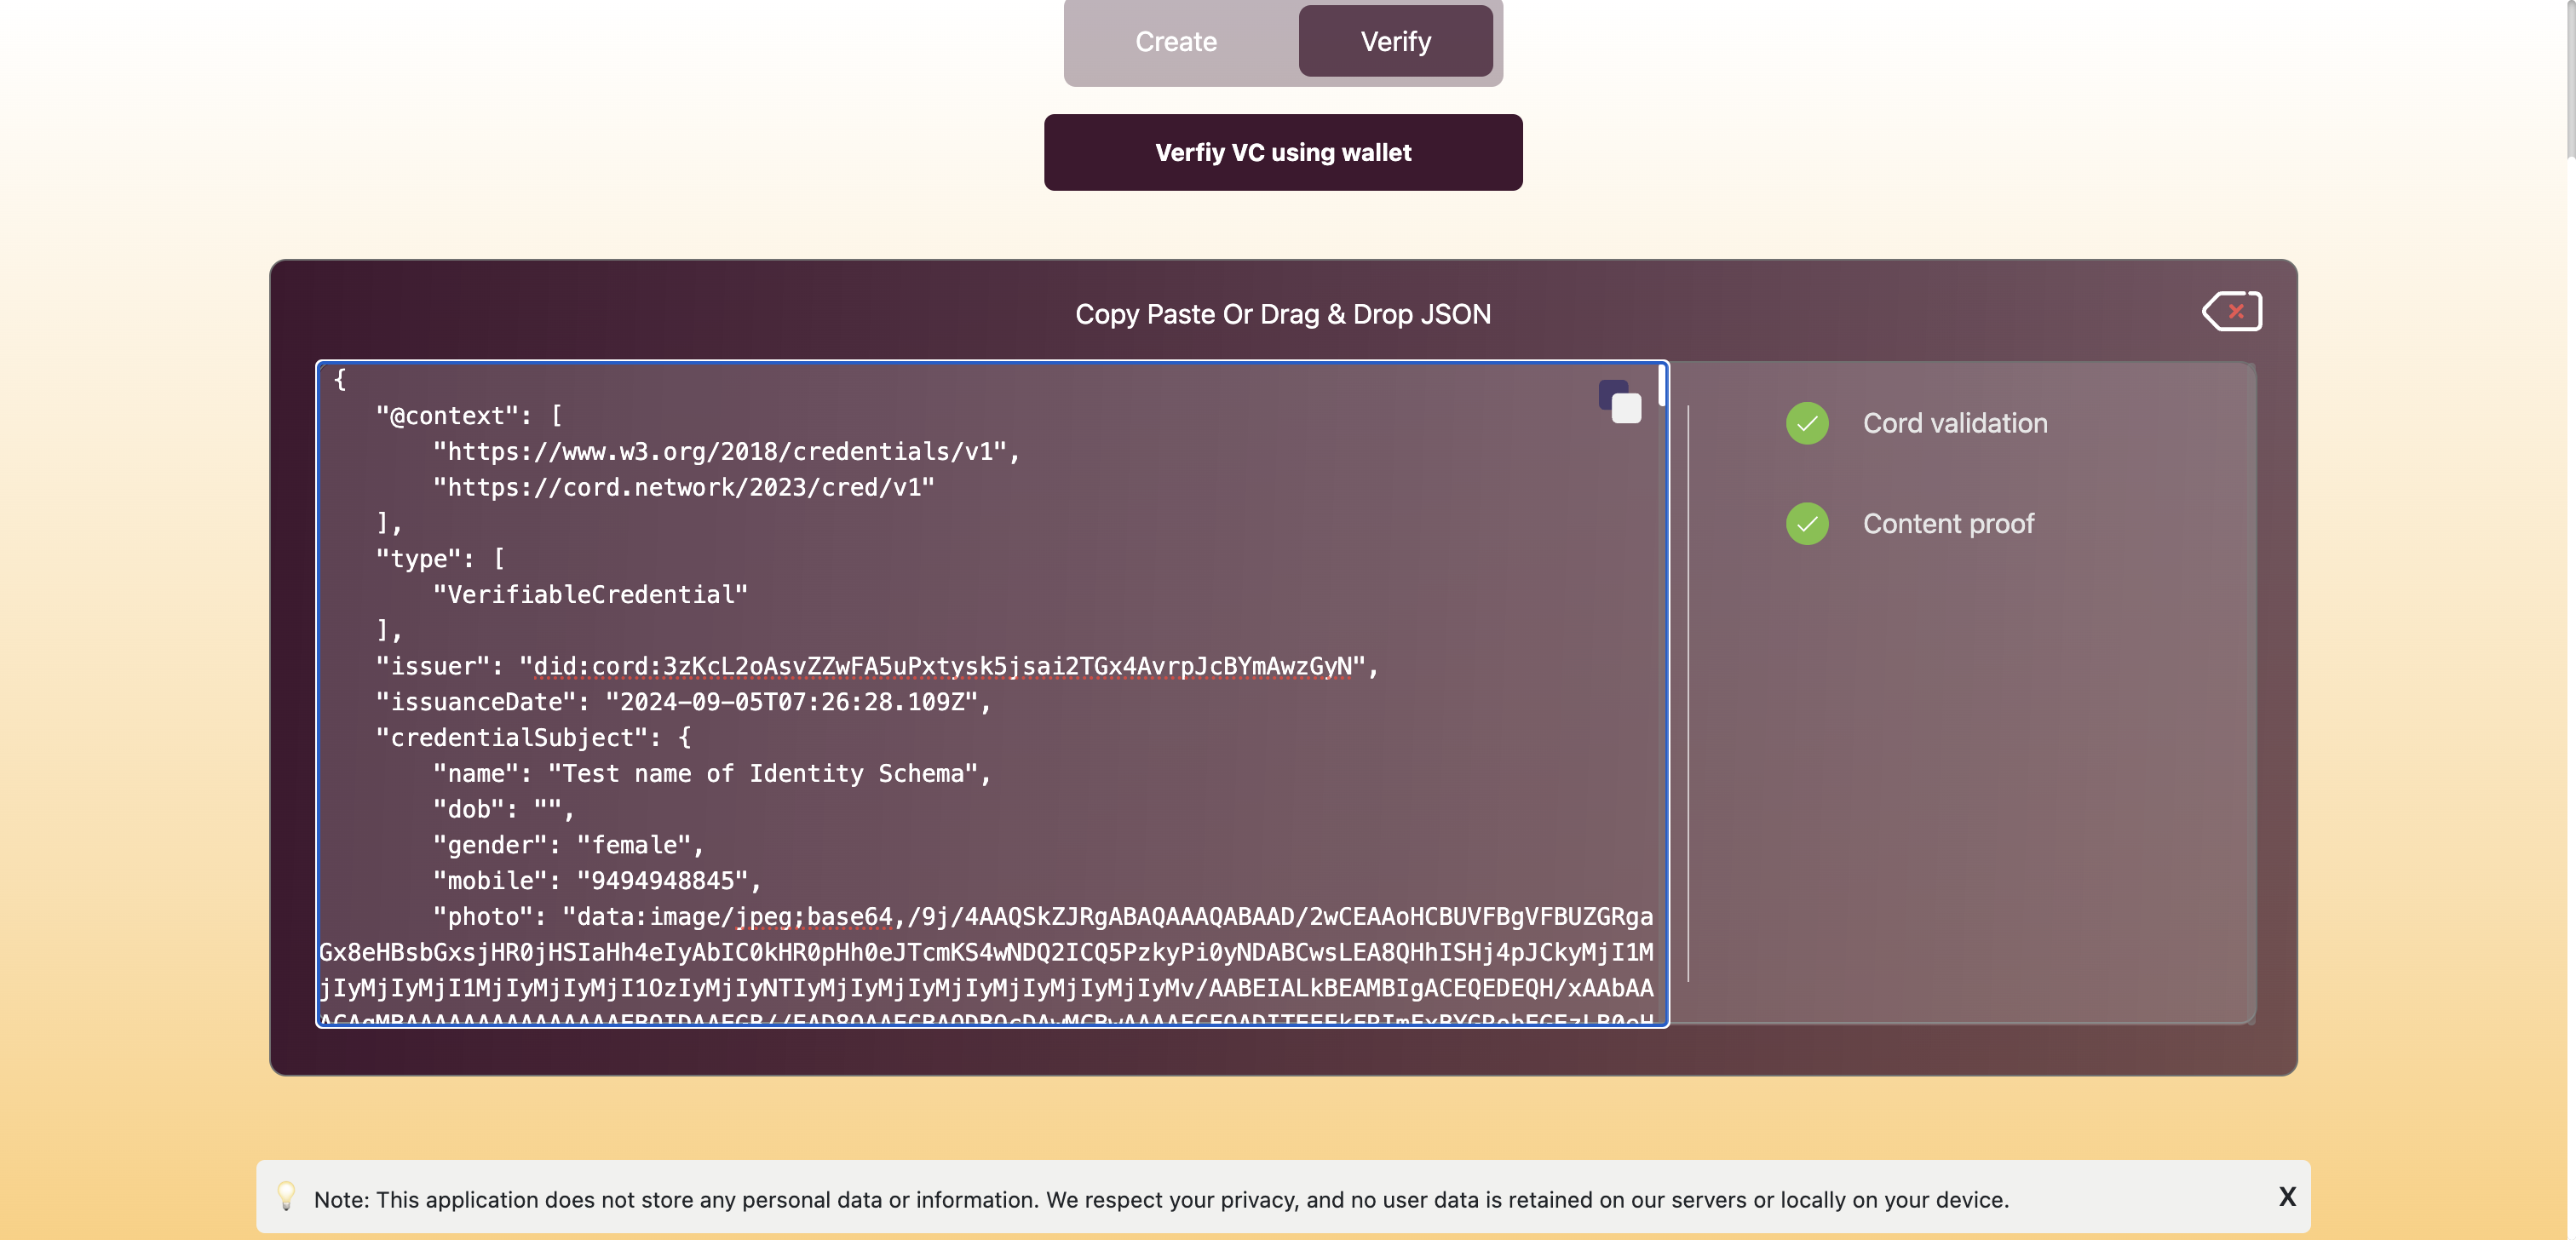 Create
Verify
Verfiy VC using wallet
Copy Paste Or Drag & Drop JSON
{
"@context": [
"https://www.w3.org/2018/credentials/v1",
"https://cord.network/2023/cred/v1"
],
"type": [
"VerifiableCredential"
],
"issuer": "did:cord:3zKcL2oAsvZZwFA5uPxtysk5jsai2TGx4AvrpJcBYmAwzGyN",
"issuanceDate": "2024-09-05T07:26:28.109Z",
"credentialSubject": {
"name": "Test name of Identity Schema",
"dob": "",
"gender": "female",
"mobile": "9494948845",
"photo": "data:image/jpeg;base64,/9j/4AAQSkZJRgABAQAAAQABAAD/2wCEAAoHCBUVFBgVFBUZGRga
Gx8eHBsbGxsjHR0jHSIaHh4eIyAbIC0kHR0pHh0eJTcmKS4wNDQ2ICQ5PzkyPi0yNDABCwsLEA8QHhISHj4pJCkyMjI1M
jIyMjIyMjI1MjIyMjIyMjI1OzIyMjIyNTIyMjIyMjIyMjIyMjIyMjIyMjIyMv/AABEIALkBEAMBIgACEQEDEQH/xAAbAA
Cord validation
Content proof
Note: This application does not store any personal data or information. We respect your privacy, and no user data is retained on our servers or locally on your device.
X